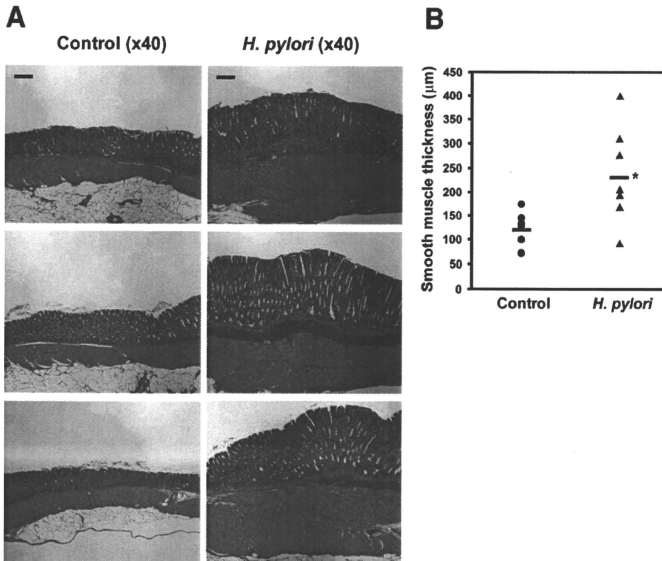 A
Control (x40)
H. pylori (x40)
B
Smooth muscle thickness (μm)
450
400
350
300
250
200
150
100
50
0
*
Control
H. pylori